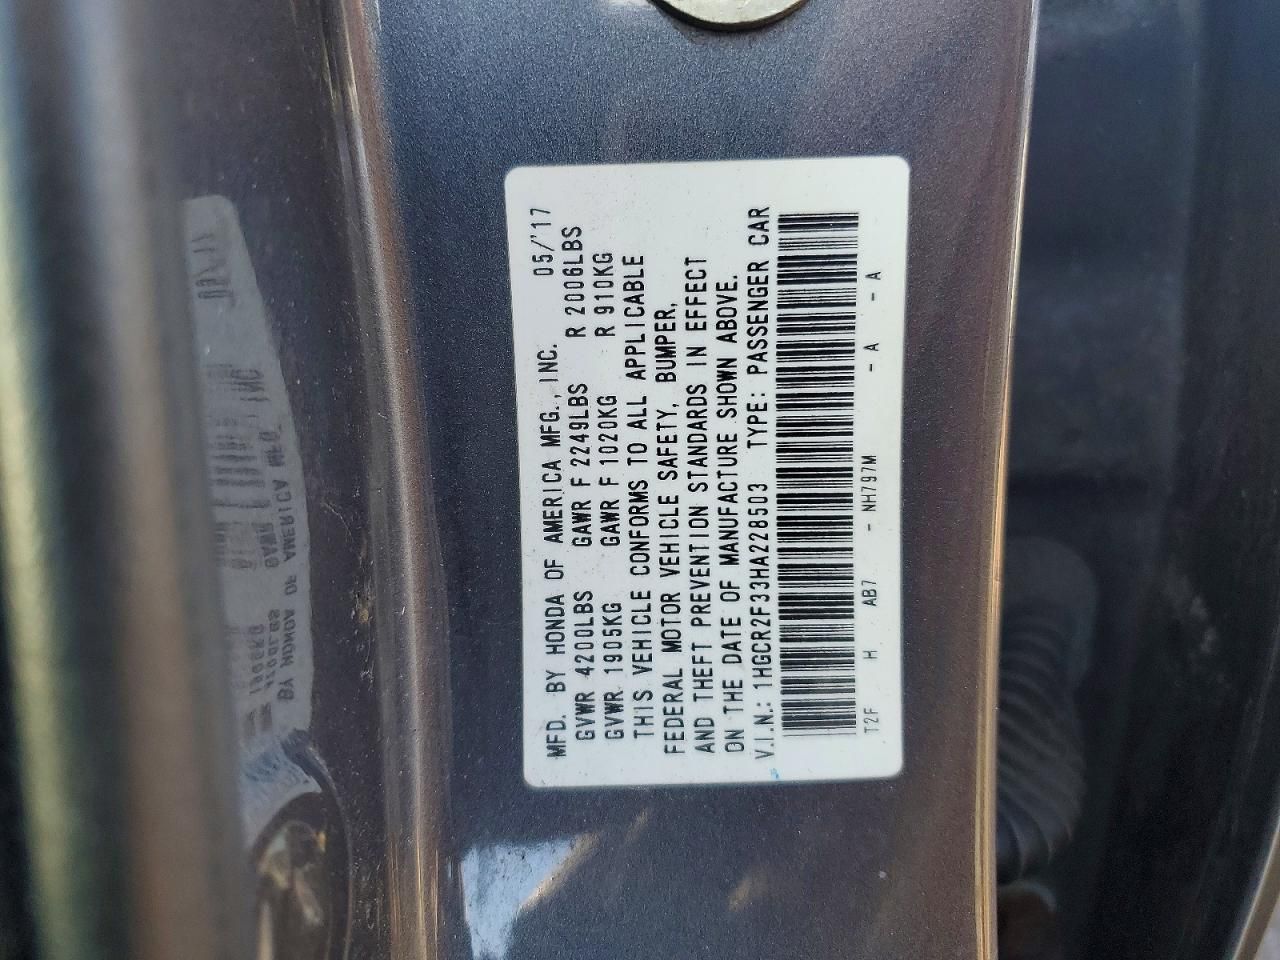 MFD. BY HONDA OF AMERICA MFG., INC. 05/'17
GVWR 4200LBS GAWR F 2249LBS R 2006LBS
GVWR 1905KG GAWR F 1020KG R 910KG
THIS VEHICLE CONFORMS TO ALL APPLICABLE
FEDERAL MOTOR VEHICLE SAFETY, BUMPER,
AND THEFT PREVENTION STANDARDS IN EFFECT
ON THE DATE OF MANUFACTURE SHOWN ABOVE.
V.I.N.: 1HGCR2F33HA228503 TYPE: PASSENGER CAR
T2F H AB7 - NH797M - A - A